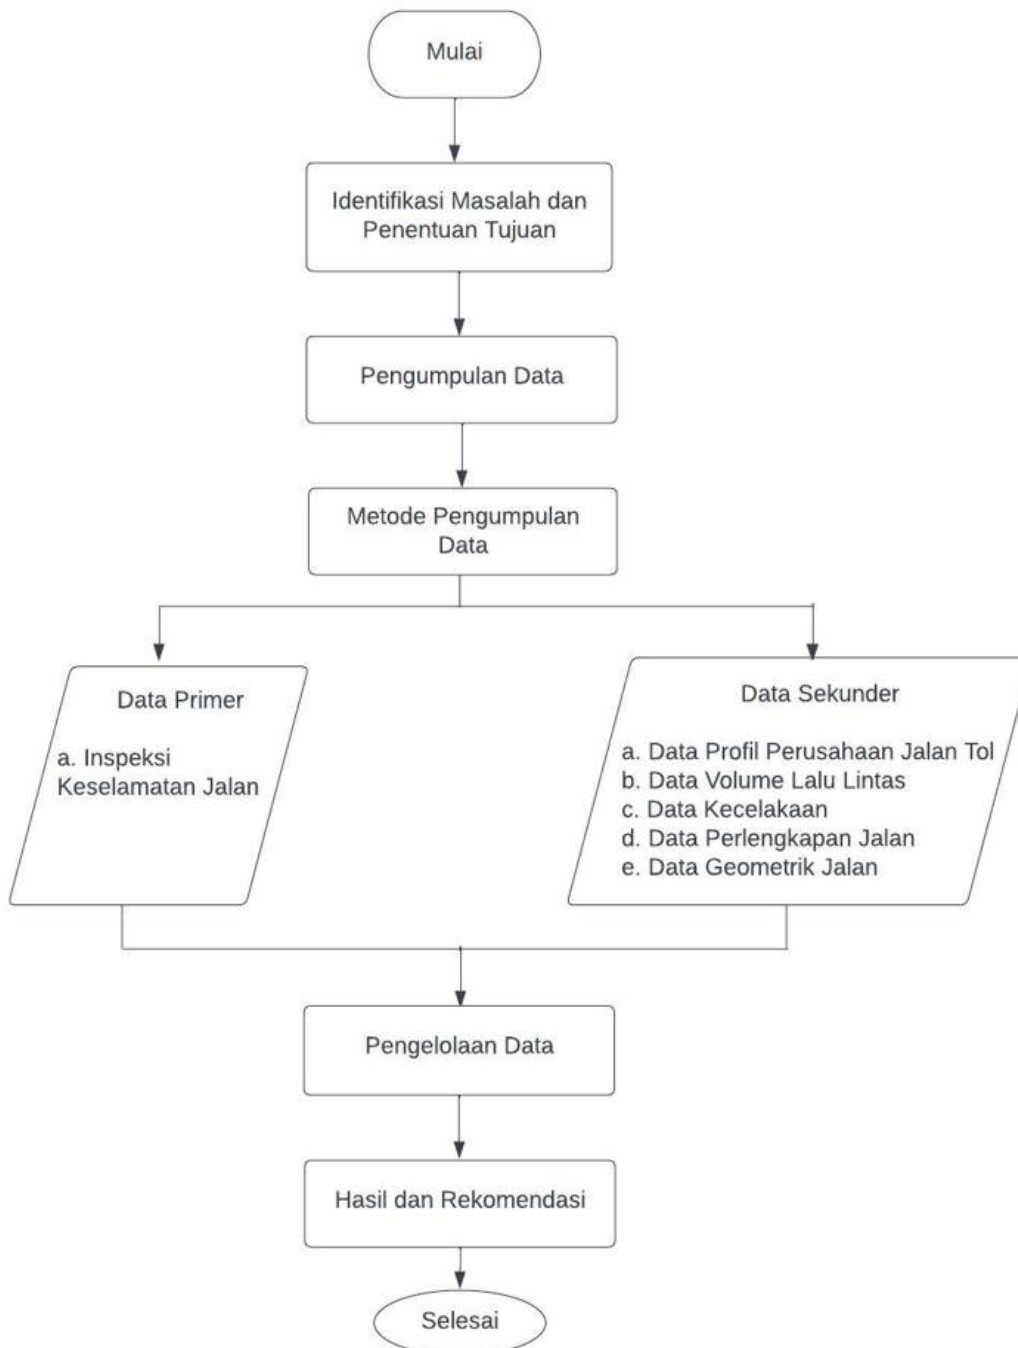 Mulai
Identifikasi Masalah dan
Penentuan Tujuan
Pengumpulan Data
Metode Pengumpulan
Data
Data Primer
a. Inspeksi
Keselamatan Jalan
Data Sekunder
a. Data Profil Perusahaan Jalan Tol
b. Data Volume Lalu Lintas
c. Data Kecelakaan
d. Data Perlengkapan Jalan
e. Data Geometrik Jalan
Pengelolaan Data
Hasil dan Rekomendasi
Selesai